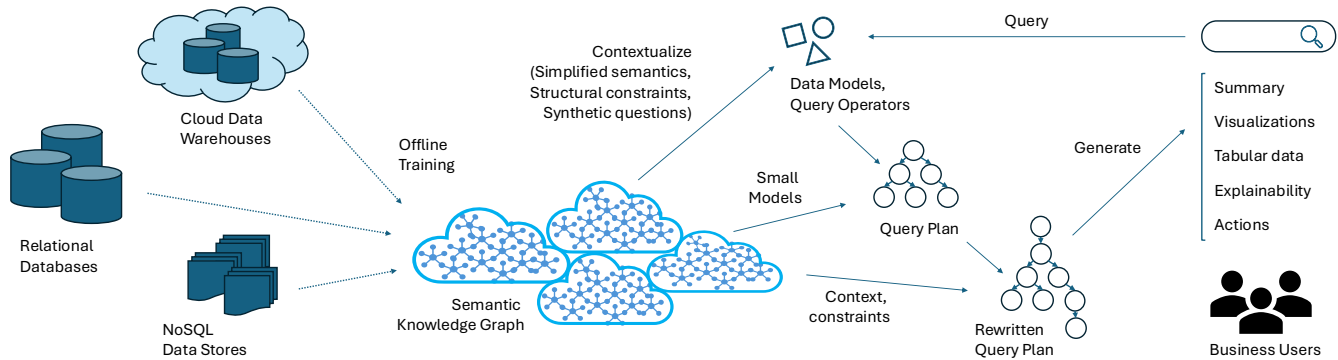 Cloud Data
Warehouses
Relational
Databases
NoSQL
Data Stores
Offline
Training
Semantic
Knowledge Graph
Contextualize
(Simplified semantics,
Structural constraints,
Synthetic questions)
Data Models,
Query Operators
Query
Small
Models
Query Plan
Context,
constraints
Rewritten
Query Plan
Generate
Summary
Visualizations
Tabular data
Explainability
Actions
Business Users